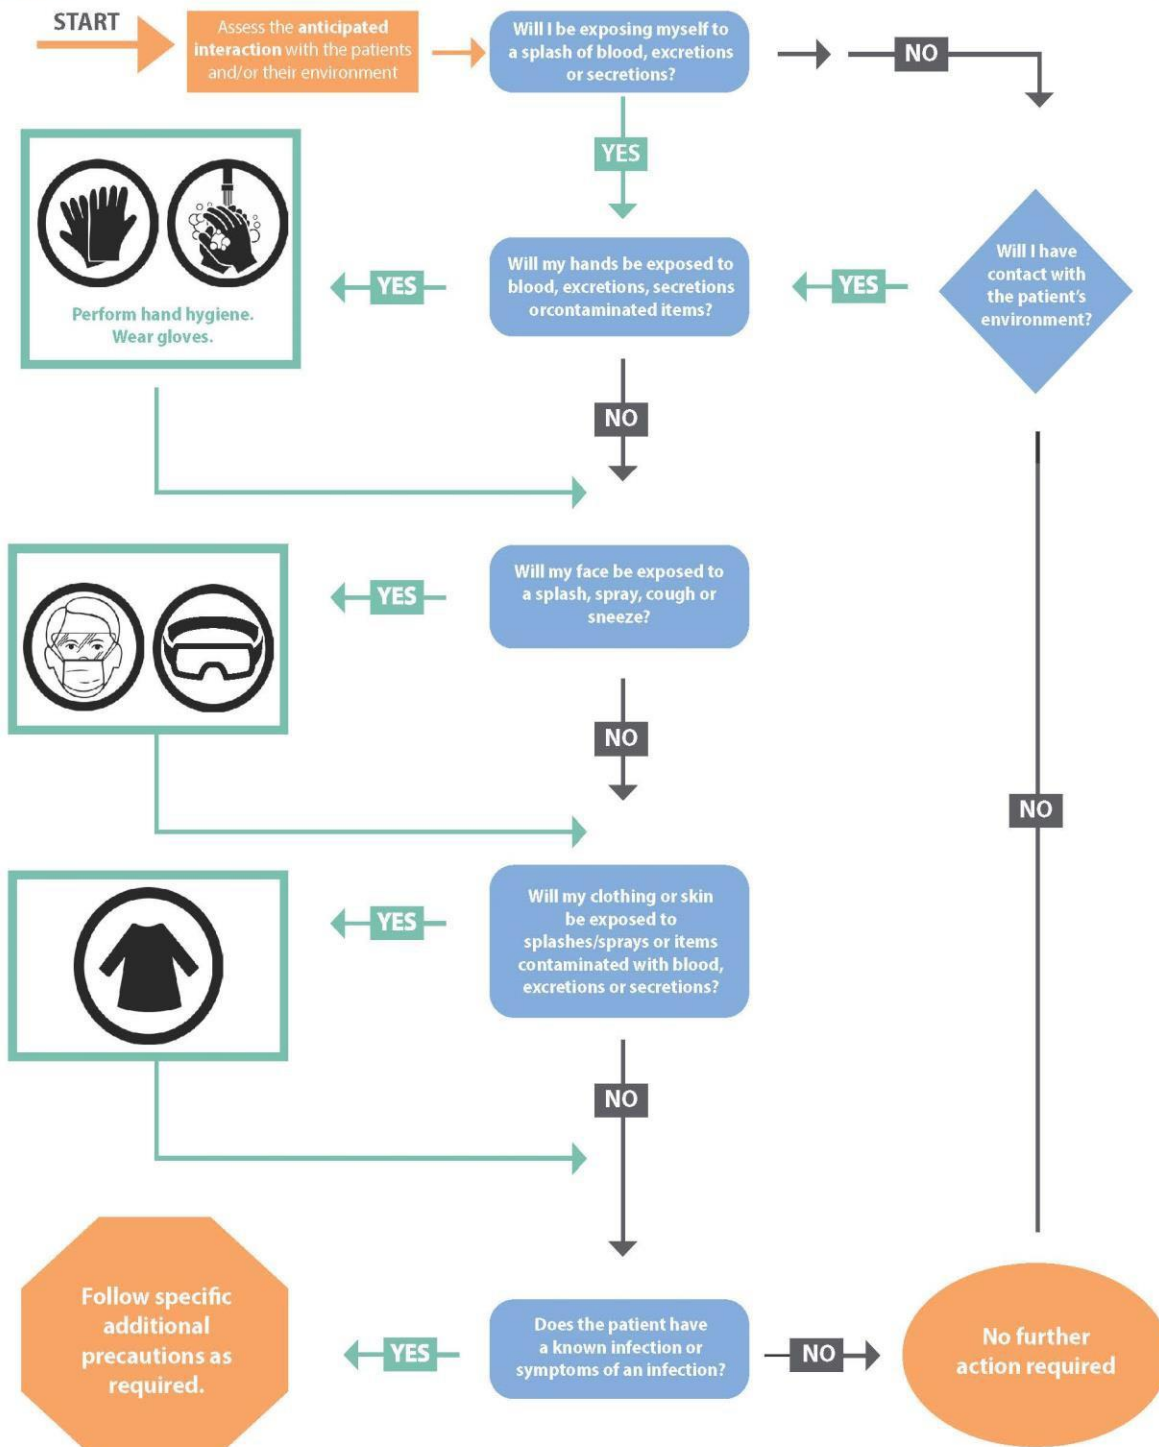 START
Assess the anticipated
interaction with the patients
and/or their environment
Will I be exposing myself to
a splash of blood, excretions
or secretions?
NO
YES
Perform hand hygiene.
Wear gloves.
YES
Will my hands be exposed to
blood, excretions, secretions
orcontaminated items?
YES
Will I have
contact with
the patient’s
environment?
NO
YES
Will my face be exposed to
a splash, spray, cough or
sneeze?
NO
NO
YES
Will my clothing or skin
be exposed to
splashes/sprays or items
contaminated with blood,
excretions or secretions?
NO
Follow specific
additional
precautions as
required.
YES
Does the patient have
a known infection or
symptoms of an infection?
NO
No further
action required